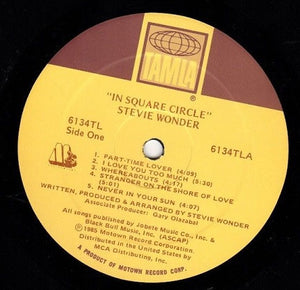 TAMLA
"IN SQUARE CIRCLE"
STEVIE WONDER
6134TL
Side One
6134TLA
1. PART-TIME LOVER (4:09)
2. I LOVE YOU TOO MUCH (5:30)
3. WHEREABOUTS (4:17)
4. STRANGER ON THE SHORE OF LOVE
(5:01)
5. NEVER IN YOUR SUN (4:07)
WRITTEN, PRODUCED & ARRANGED BY STEVIE WONDER
Associate Producer: Gary Olazabal
All songs published by Jobete Music Co., Inc. &
Black Bull Music, Inc. (ASCAP)
℗1985 Motown Record Corporation.
Distributed in the United States by
MCA Distributing, Inc.
A PRODUCT OF MOTOWN RECORD CORP.